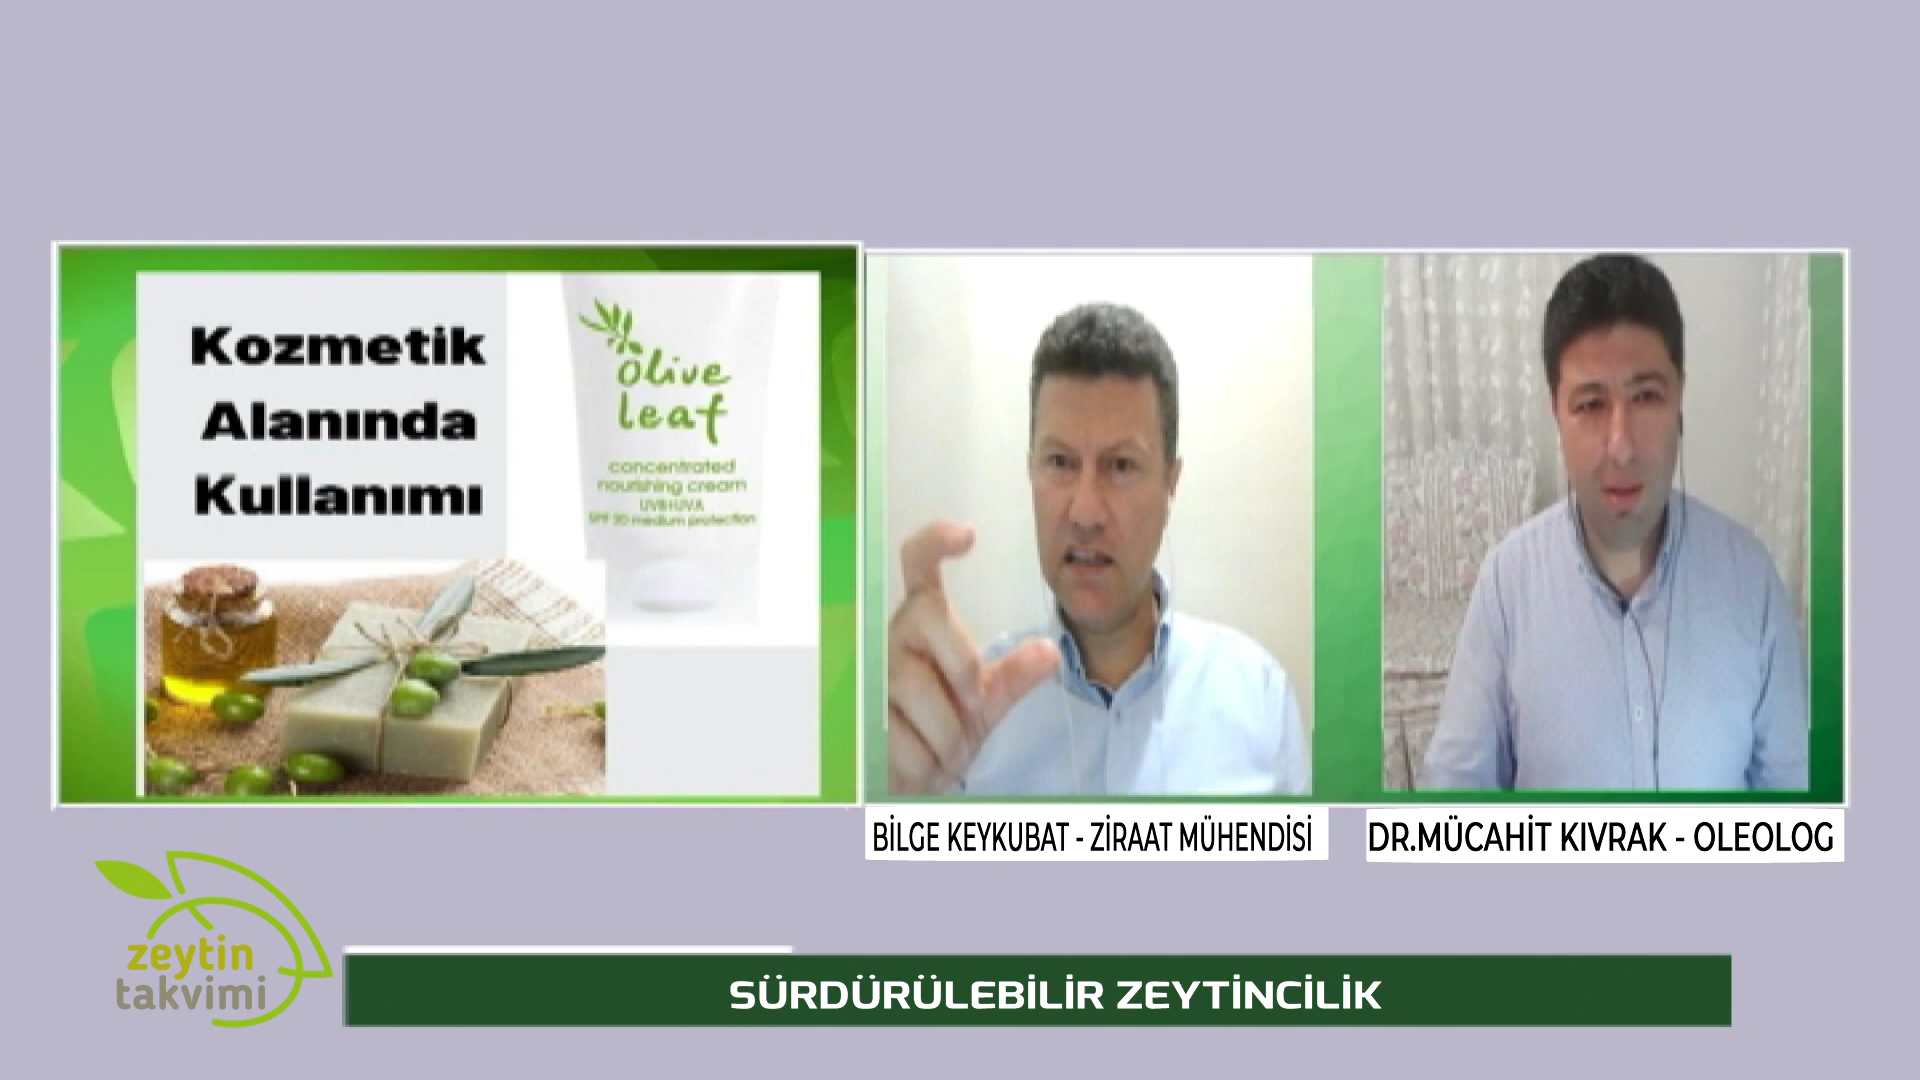 Kozmetik
Alanında
Kullanımı
olive
leaf
concentrated
nourishing cream
UVB+UVA
SPF 20 medium protection
BİLGE KEYKUBAT - ZİRAAT MÜHENDİSİ
DR.MÜCAHİT KIVRAK - OLEOLOG
zeytin
takvimi
SÜRDÜRÜLEBİLİR ZEYTİNCİLİK